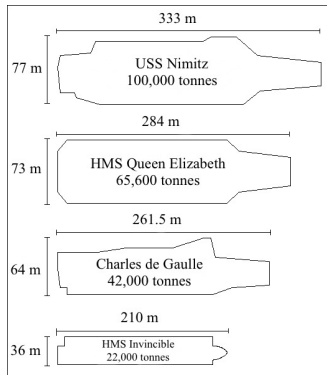 333 m
77 m
USS Nimitz
100,000 tonnes
284 m
73 m
HMS Queen Elizabeth
65,600 tonnes
261.5 m
64 m
Charles de Gaulle
42,000 tonnes
210 m
36 m
HMS Invincible
22,000 tonnes